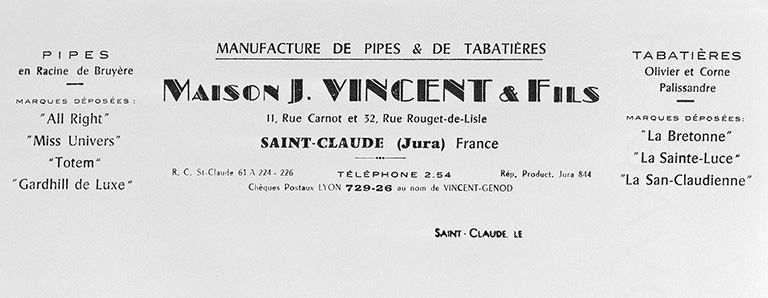 PIPES
en Racine de Bruyère
MARQUES DÉPOSÉES:
"All Right"
"Miss Univers"
"Totem"
"Gardhill de Luxe"
MANUFACTURE DE PIPES & DE TABATIÈRES
MAISON J. VINCENT & FILS
11, Rue Carnot et 32, Rue Rouget-de-Lisle
SAINT-CLAUDE (Jura) France
R. C. St-Claude 61 A 224 - 226 TÉLÉPHONE 2.54 Rép. Product. Jura 844
Chèques Postaux LYON 729-26 au nom de VINCENT-GENOD
TABATIÈRES
Olivier et Corne
Palissandre
MARQUES DÉPOSÉES:
"La Bretonne"
"La Sainte-Luce"
"La San-Claudienne"
SAINT-CLAUDE, LE